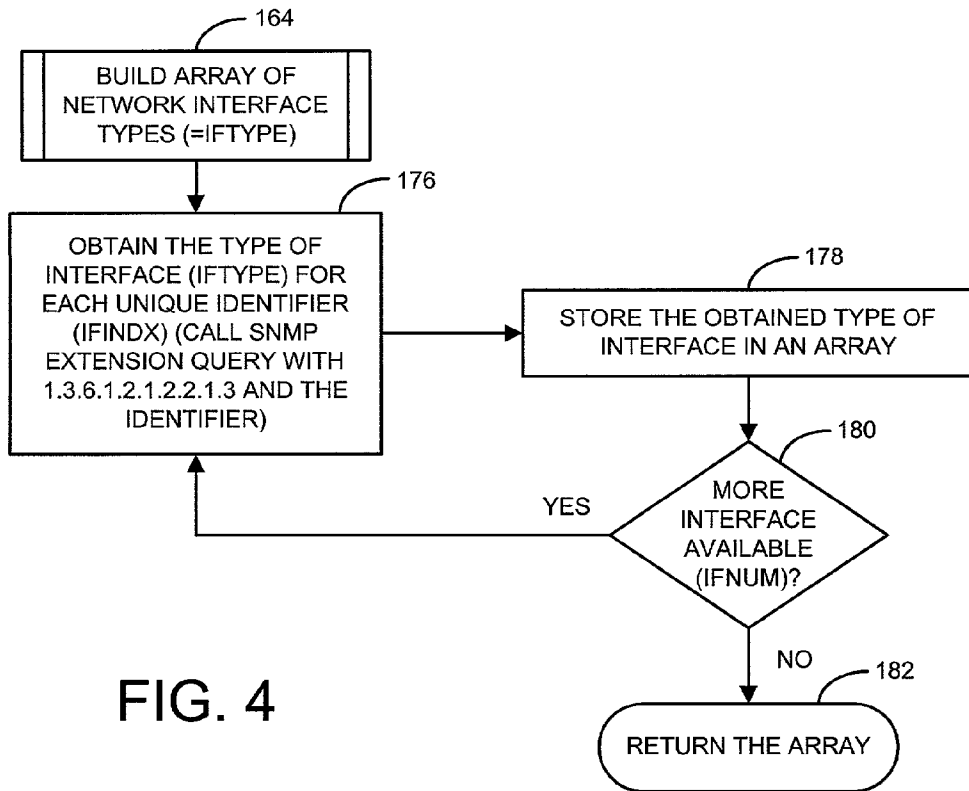 164
BUILD ARRAY OF
NETWORK INTERFACE
TYPES (=IFTYPE)
176
OBTAIN THE TYPE OF
INTERFACE (IFTYPE) FOR
EACH UNIQUE IDENTIFIER
(IFINDX) (CALL SNMP
EXTENSION QUERY WITH
1.3.6.1.2.1.2.2.1.3 AND THE
IDENTIFIER)
178
STORE THE OBTAINED TYPE OF
INTERFACE IN AN ARRAY
180
MORE
INTERFACE
AVAILABLE
(IFNUM)?
YES
NO
182
RETURN THE ARRAY
FIG. 4